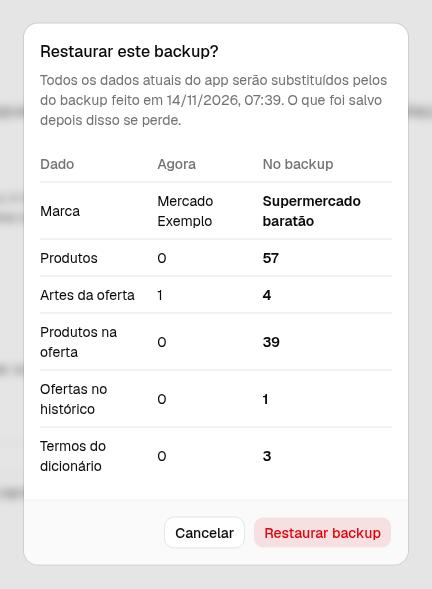 Restaurar este backup?
Todos os dados atuais do app serão substituídos pelos
do backup feito em 14/11/2026, 07:39. O que foi salvo
depois disso se perde.
Dado Agora No backup
Marca Mercado Exemplo Supermercado baratão
Produtos 0 57
Artes da oferta 1 4
Produtos na oferta 0 39
Ofertas no histórico 0 1
Termos do dicionário 0 3
Cancelar Restaurar backup